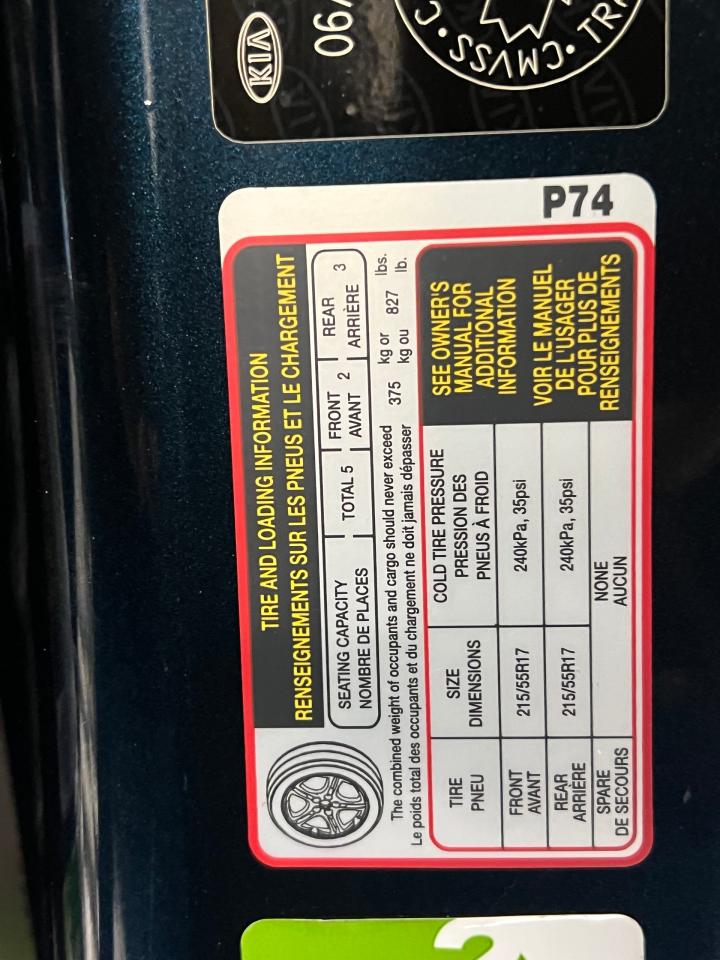 KIA
06/
CMVSS
P74
TIRE AND LOADING INFORMATION
RENSEIGNEMENTS SUR LES PNEUS ET LE CHARGEMENT
SEATING CAPACITY
NOMBRE DE PLACES
TOTAL 5
FRONT
AVANT 2
REAR
ARRIÈRE 3
The combined weight of occupants and cargo should never exceed 375 kg or 827 lbs.
Le poids total des occupants et du chargement ne doit jamais dépasser kg ou lb.
TIRE
PNEU
SIZE
DIMENSIONS
COLD TIRE PRESSURE
PRESSION DES
PNEUS À FROID
FRONT
AVANT
215/55R17
240kPa, 35psi
REAR
ARRIÈRE
215/55R17
240kPa, 35psi
SPARE
DE SECOURS
NONE
AUCUN
SEE OWNER'S
MANUAL FOR
ADDITIONAL
INFORMATION
VOIR LE MANUEL
DE L'USAGER
POUR PLUS DE
RENSEIGNEMENTS